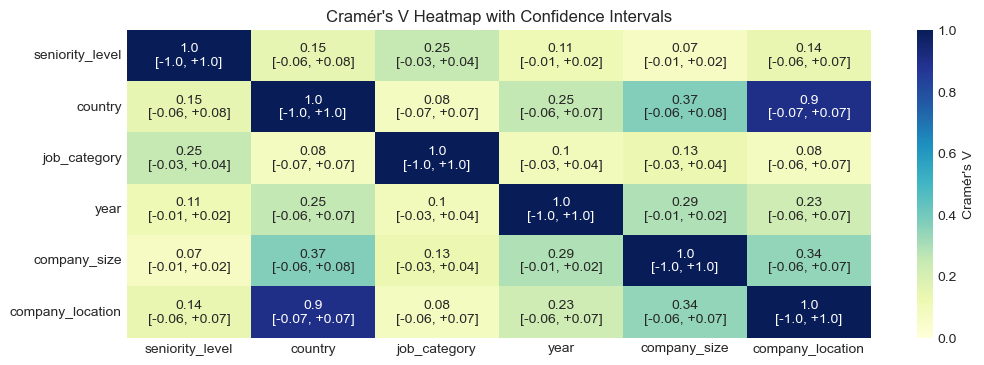 Cramér's V Heatmap with Confidence Intervals
seniority_level 1.0 0.15 0.25 0.11 0.07 0.14
[-1.0, +1.0] [-0.06, +0.08] [-0.03, +0.04] [-0.01, +0.02] [-0.01, +0.02] [-0.06, +0.07]
country 0.15 1.0 0.08 0.25 0.37 0.9
[-0.06, +0.08] [-1.0, +1.0] [-0.07, +0.07] [-0.06, +0.07] [-0.06, +0.08] [-0.07, +0.07]
job_category 0.25 0.08 1.0 0.1 0.13 0.08
[-0.03, +0.04] [-0.07, +0.07] [-1.0, +1.0] [-0.03, +0.04] [-0.03, +0.04] [-0.06, +0.07]
year 0.11 0.25 0.1 1.0 0.29 0.23
[-0.01, +0.02] [-0.06, +0.07] [-0.03, +0.04] [-1.0, +1.0] [-0.01, +0.02] [-0.06, +0.07]
company_size 0.07 0.37 0.13 0.29 1.0 0.34
[-0.01, +0.02] [-0.06, +0.08] [-0.03, +0.04] [-0.01, +0.02] [-1.0, +1.0] [-0.06, +0.07]
company_location 0.14 0.9 0.08 0.23 0.34 1.0
[-0.06, +0.07] [-0.07, +0.07] [-0.06, +0.07] [-0.06, +0.07] [-0.06, +0.07] [-1.0, +1.0]
seniority_level country job_category year company_size company_location
1.0
0.8
0.6
0.4
0.2
0.0
Cramér's V